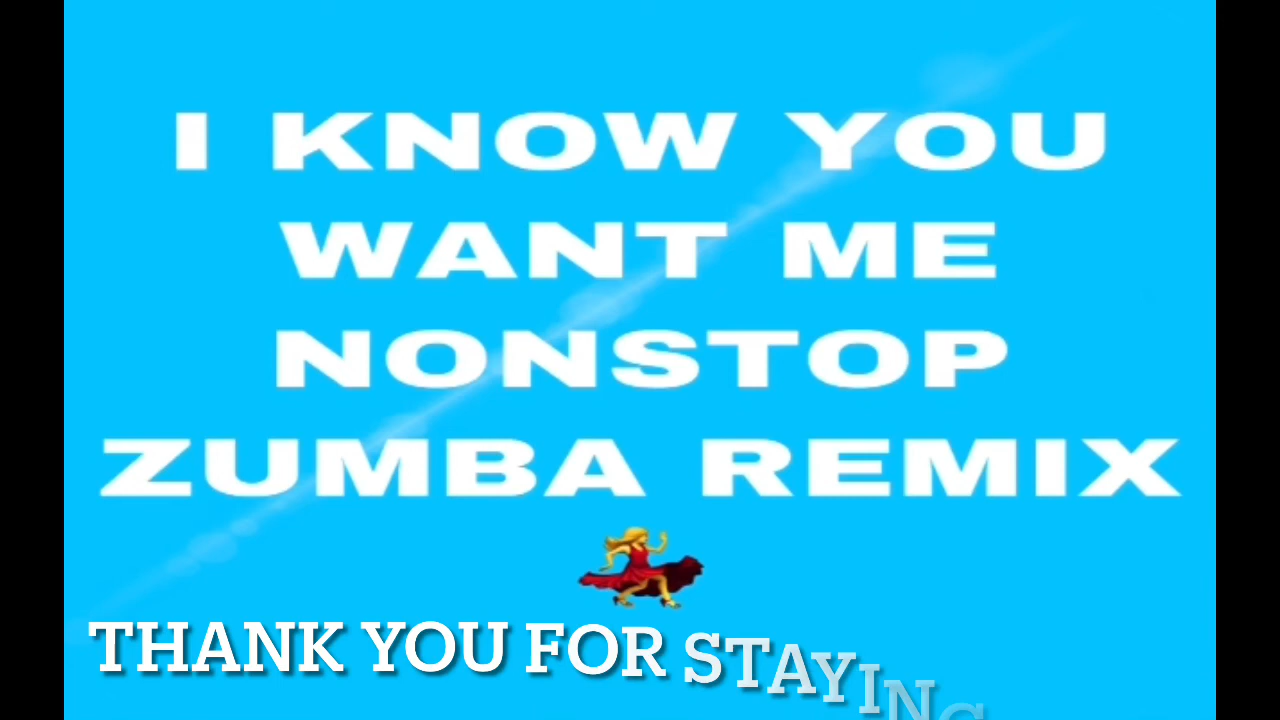 I KNOW YOU
WANT ME
NONSTOP
ZUMBA REMIX
THANK YOU FOR STAYING